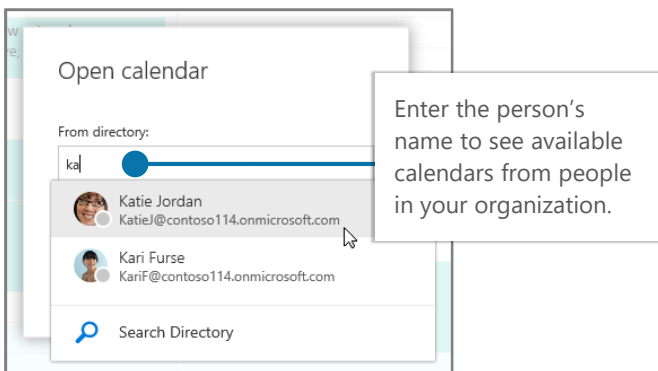 w
e,
Open calendar
From directory:
ka
Katie Jordan
KatieJ@contoso114.onmicrosoft.com
Kari Furse
KariF@contoso114.onmicrosoft.com
Search Directory
Enter the person's
name to see available
calendars from people
in your organization.